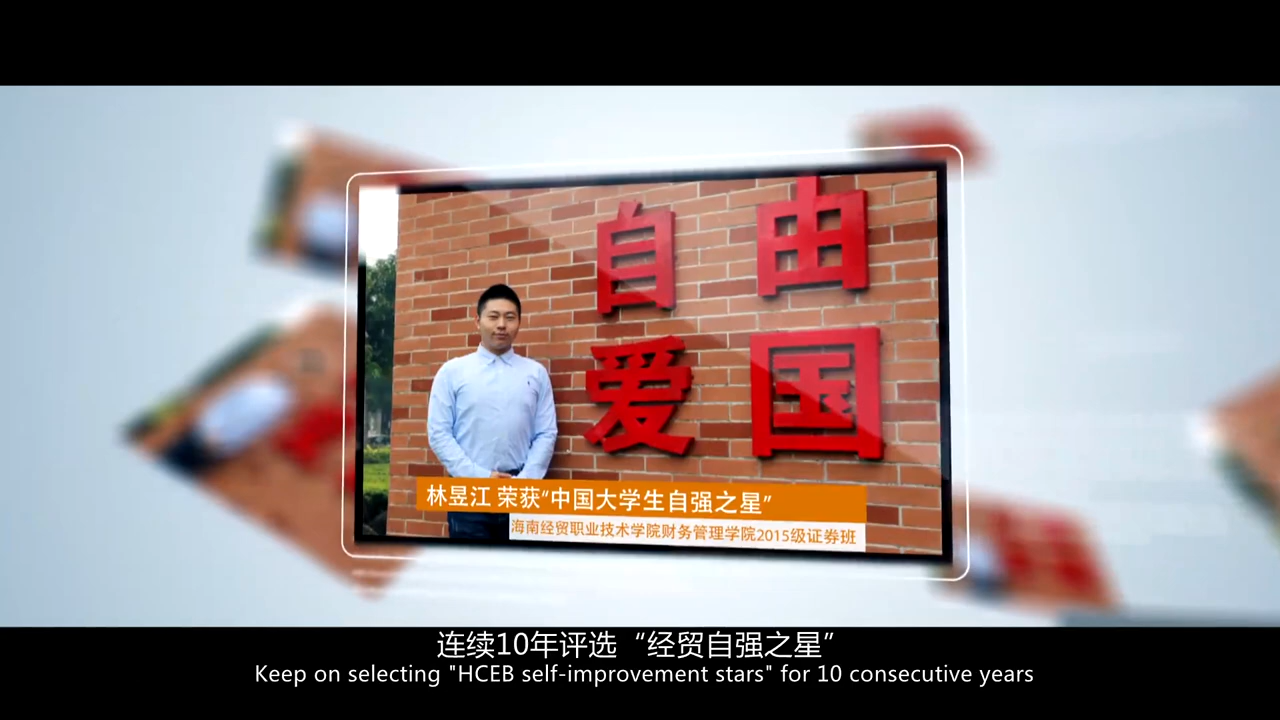 自由
爱国
林昱江 荣获“中国大学生自强之星”
海南经贸职业技术学院财务管理学院2015级证券班
连续10年评选“经贸自强之星”
Keep on selecting "HCEB self-improvement stars" for 10 consecutive years